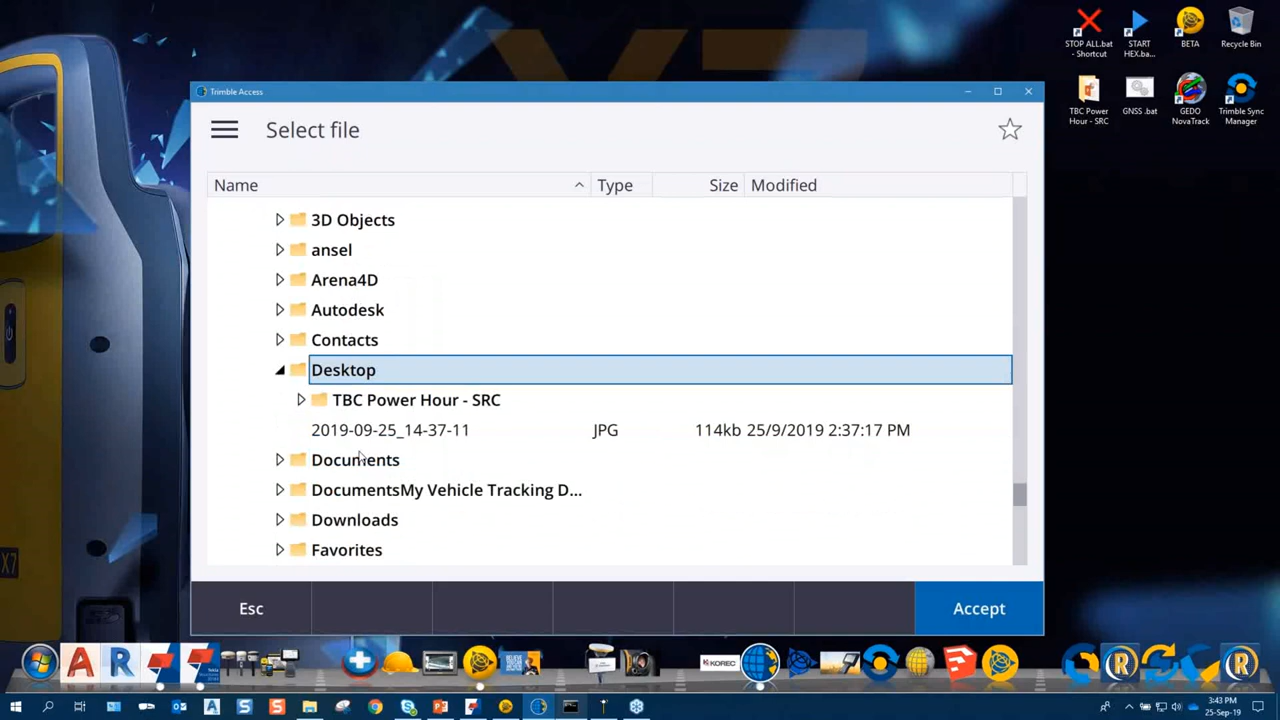 Trimble Access
Select file
Name Type Size Modified
3D Objects
ansel
Arena4D
Autodesk
Contacts
Desktop
TBC Power Hour - SRC
2019-09-25_14-37-11 JPG 114kb 25/9/2019 2:37:17 PM
Documents
DocumentsMy Vehicle Tracking D...
Downloads
Favorites
Esc
Accept
STOP ALL.bat
- Shortcut
START
HEX.ba...
BETA
Recycle Bin
TBC Power
Hour - SRC
GNSS .bat
GEDO
NovaTrack
Trimble Sync
Manager
X7
X7
KOREC
3:43 PM
25-Sep-19